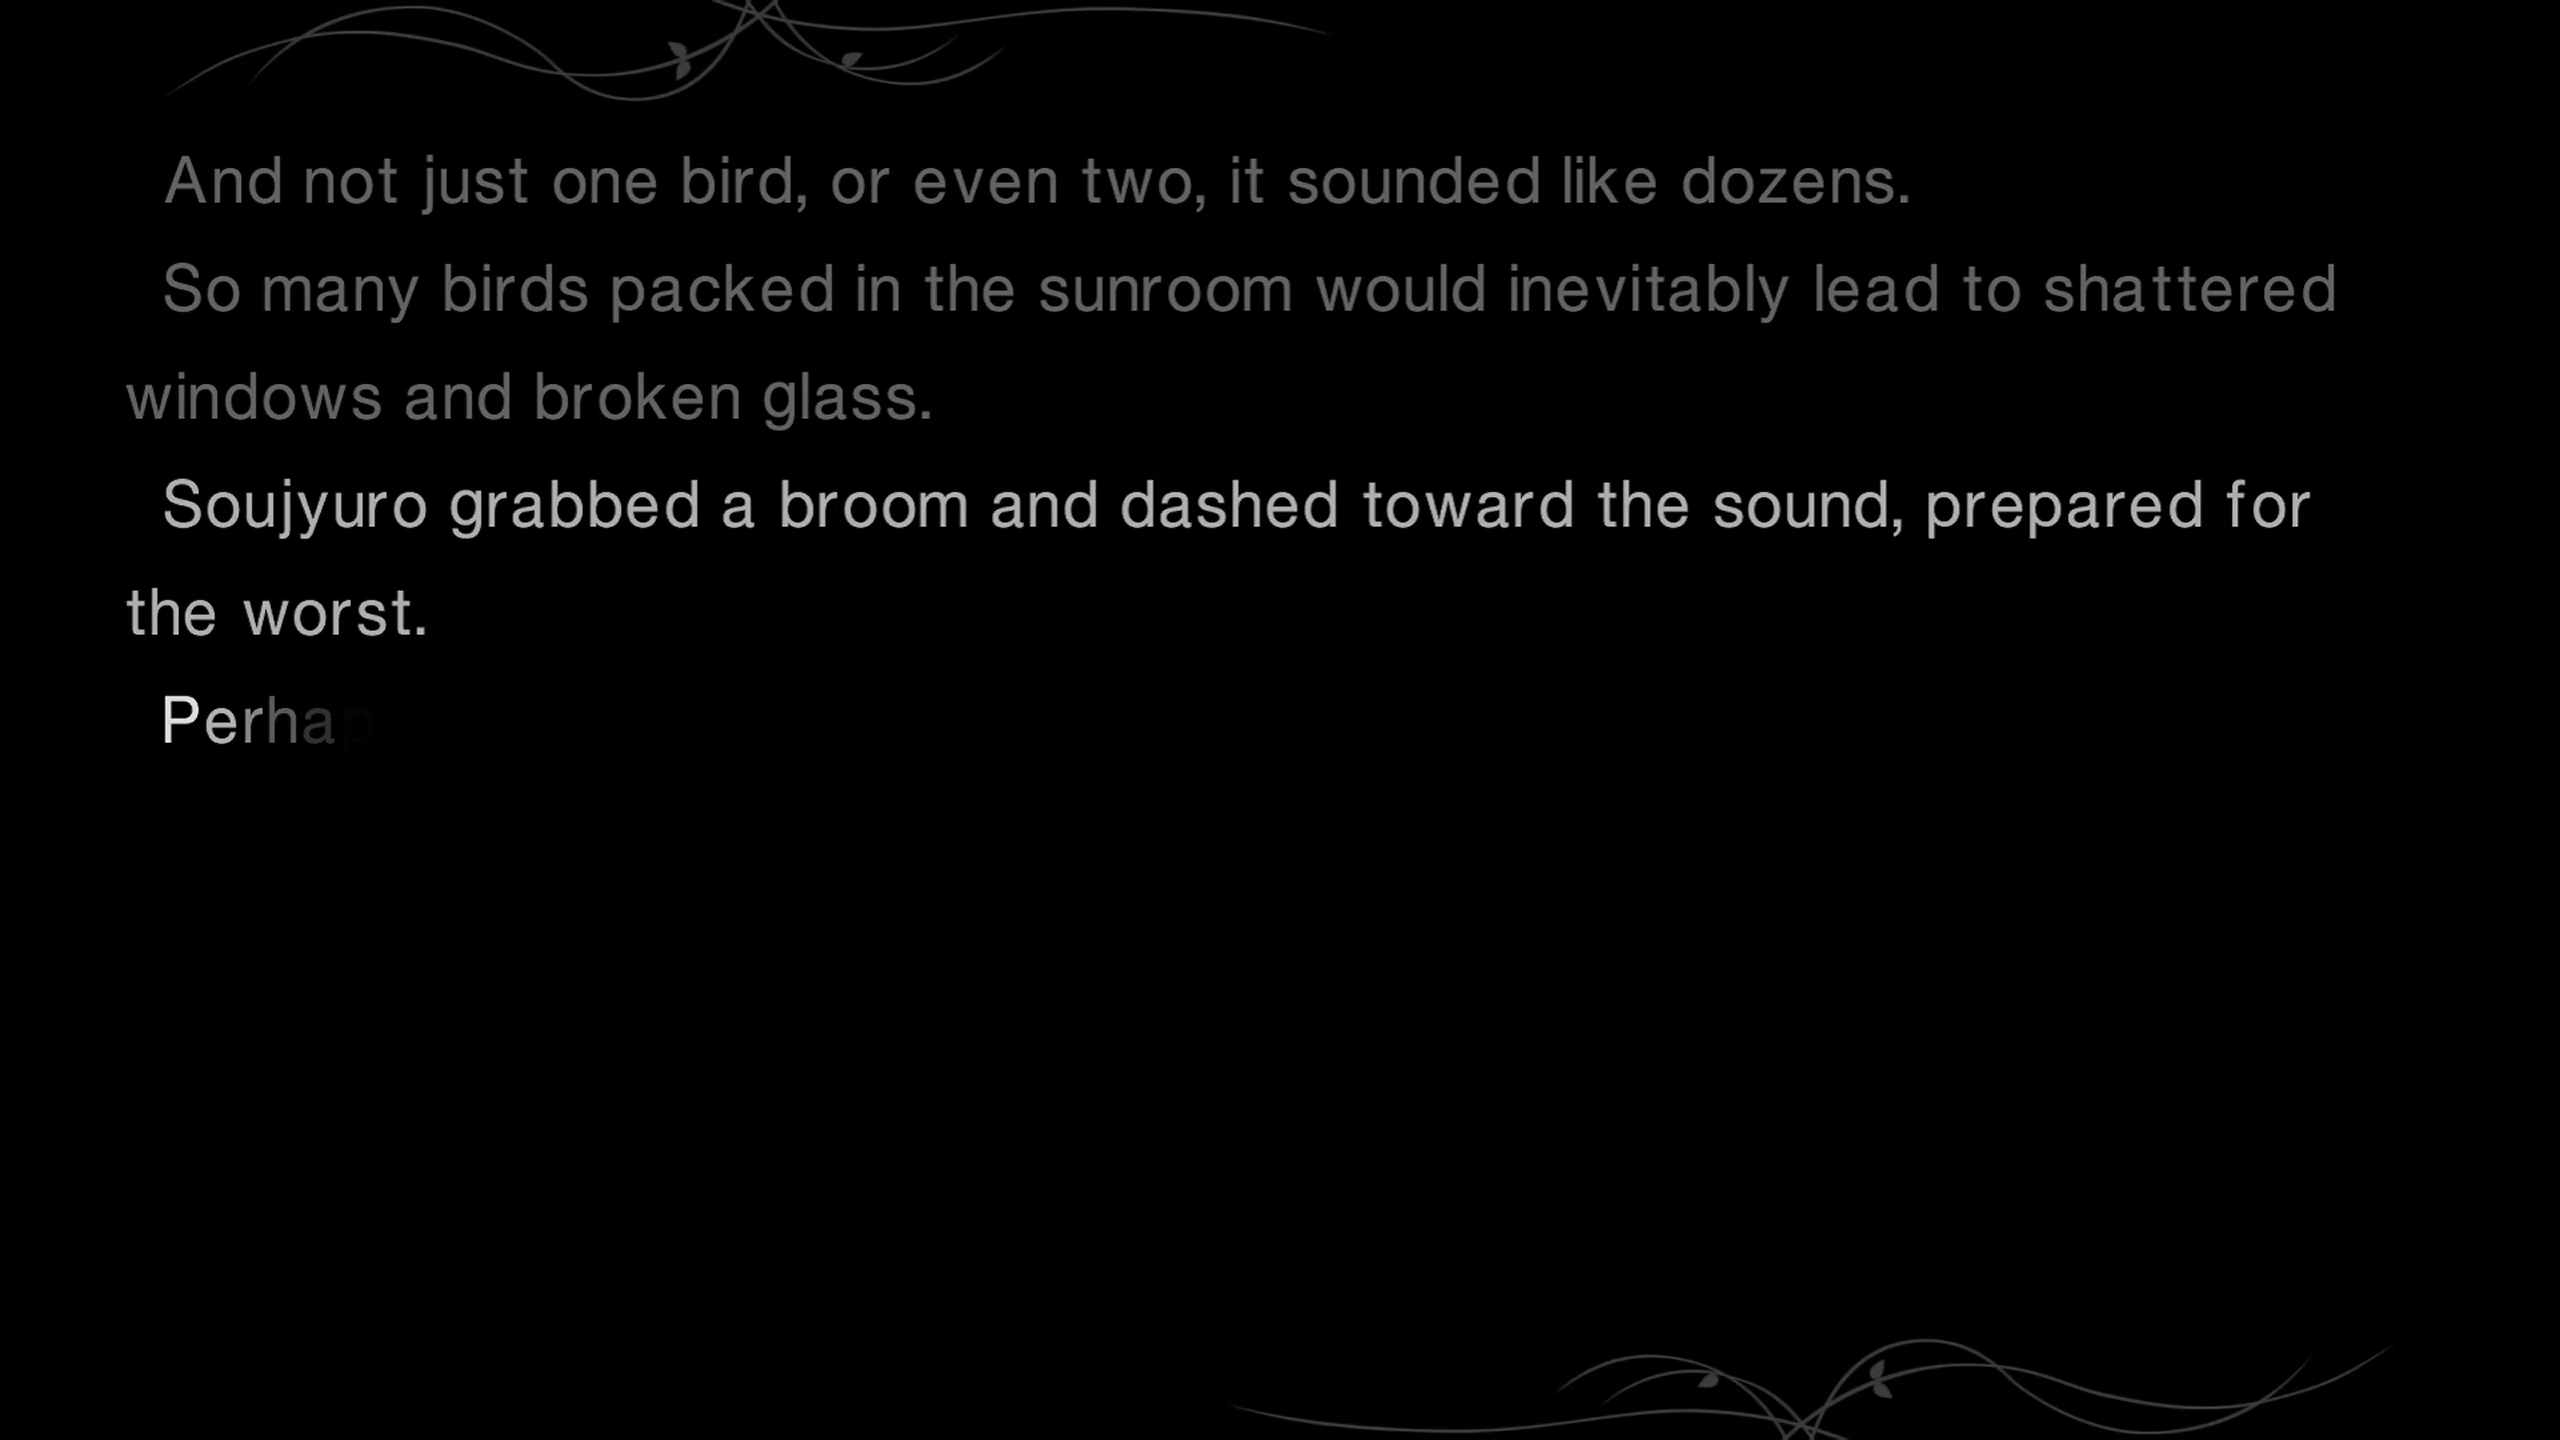 And not just one bird, or even two, it sounded like dozens.
So many birds packed in the sunroom would inevitably lead to shattered
windows and broken glass.
Soujyuro grabbed a broom and dashed toward the sound, prepared for
the worst.
Perhap